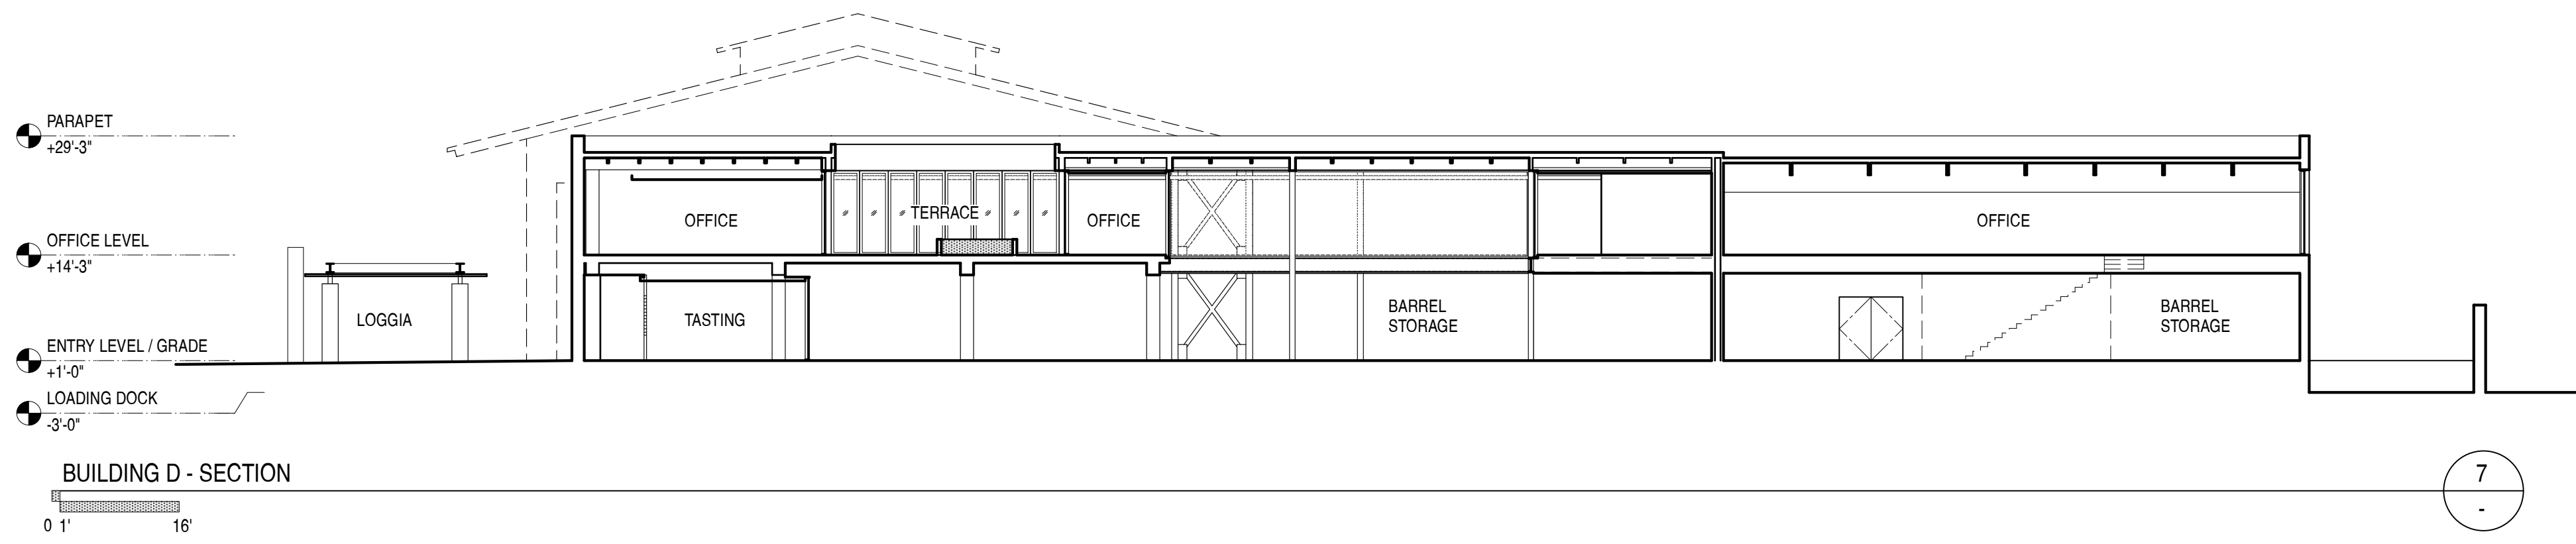 PARAPET
+29'-3"
OFFICE LEVEL
+14'-3"
ENTRY LEVEL / GRADE
+1'-0"
LOADING DOCK
-3'-0"
LOGGIA
OFFICE
TERRACE
OFFICE
OFFICE
TASTING
BARREL
STORAGE
BARREL
STORAGE
BUILDING D - SECTION
0 1' 16'
7
-